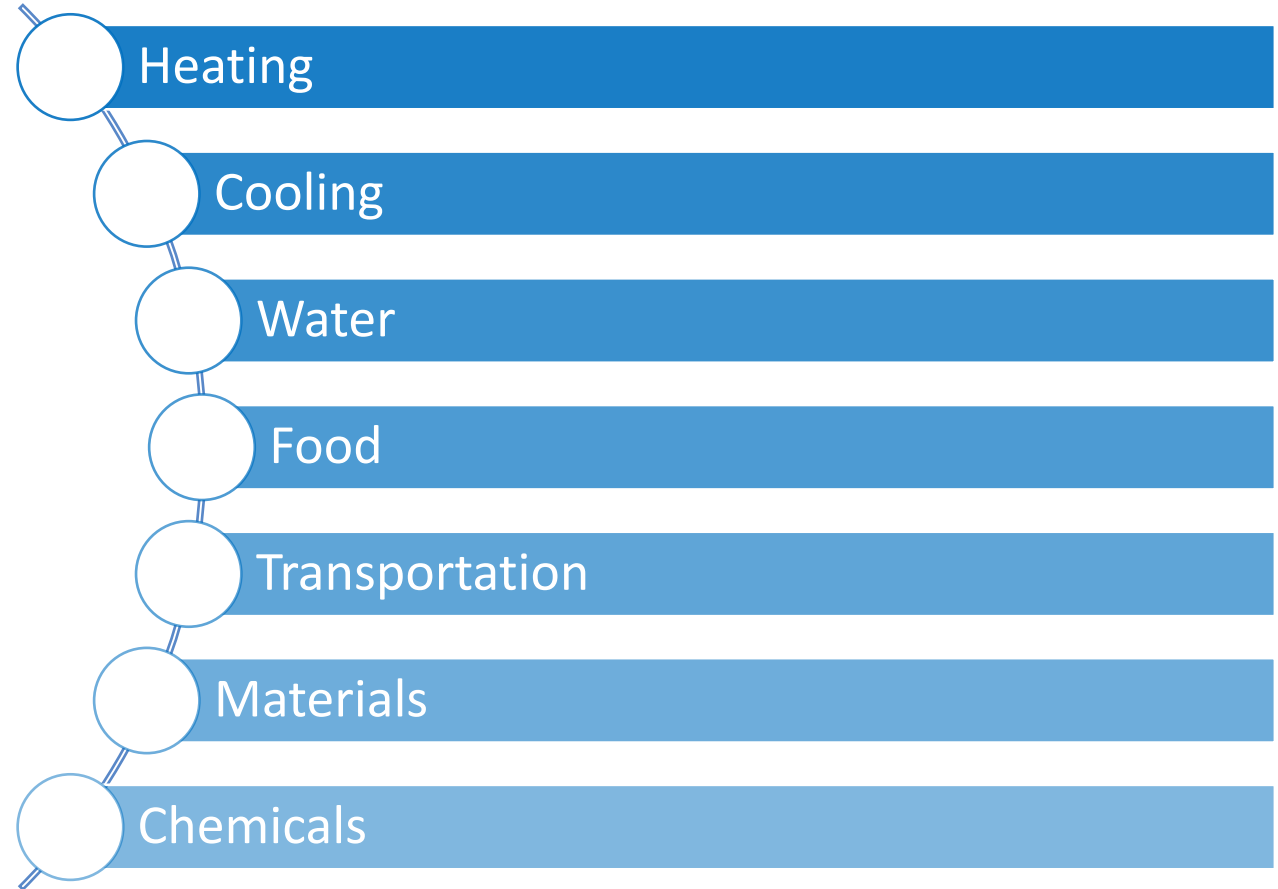 Heating
Cooling
Water
Food
Transportation
Materials
Chemicals